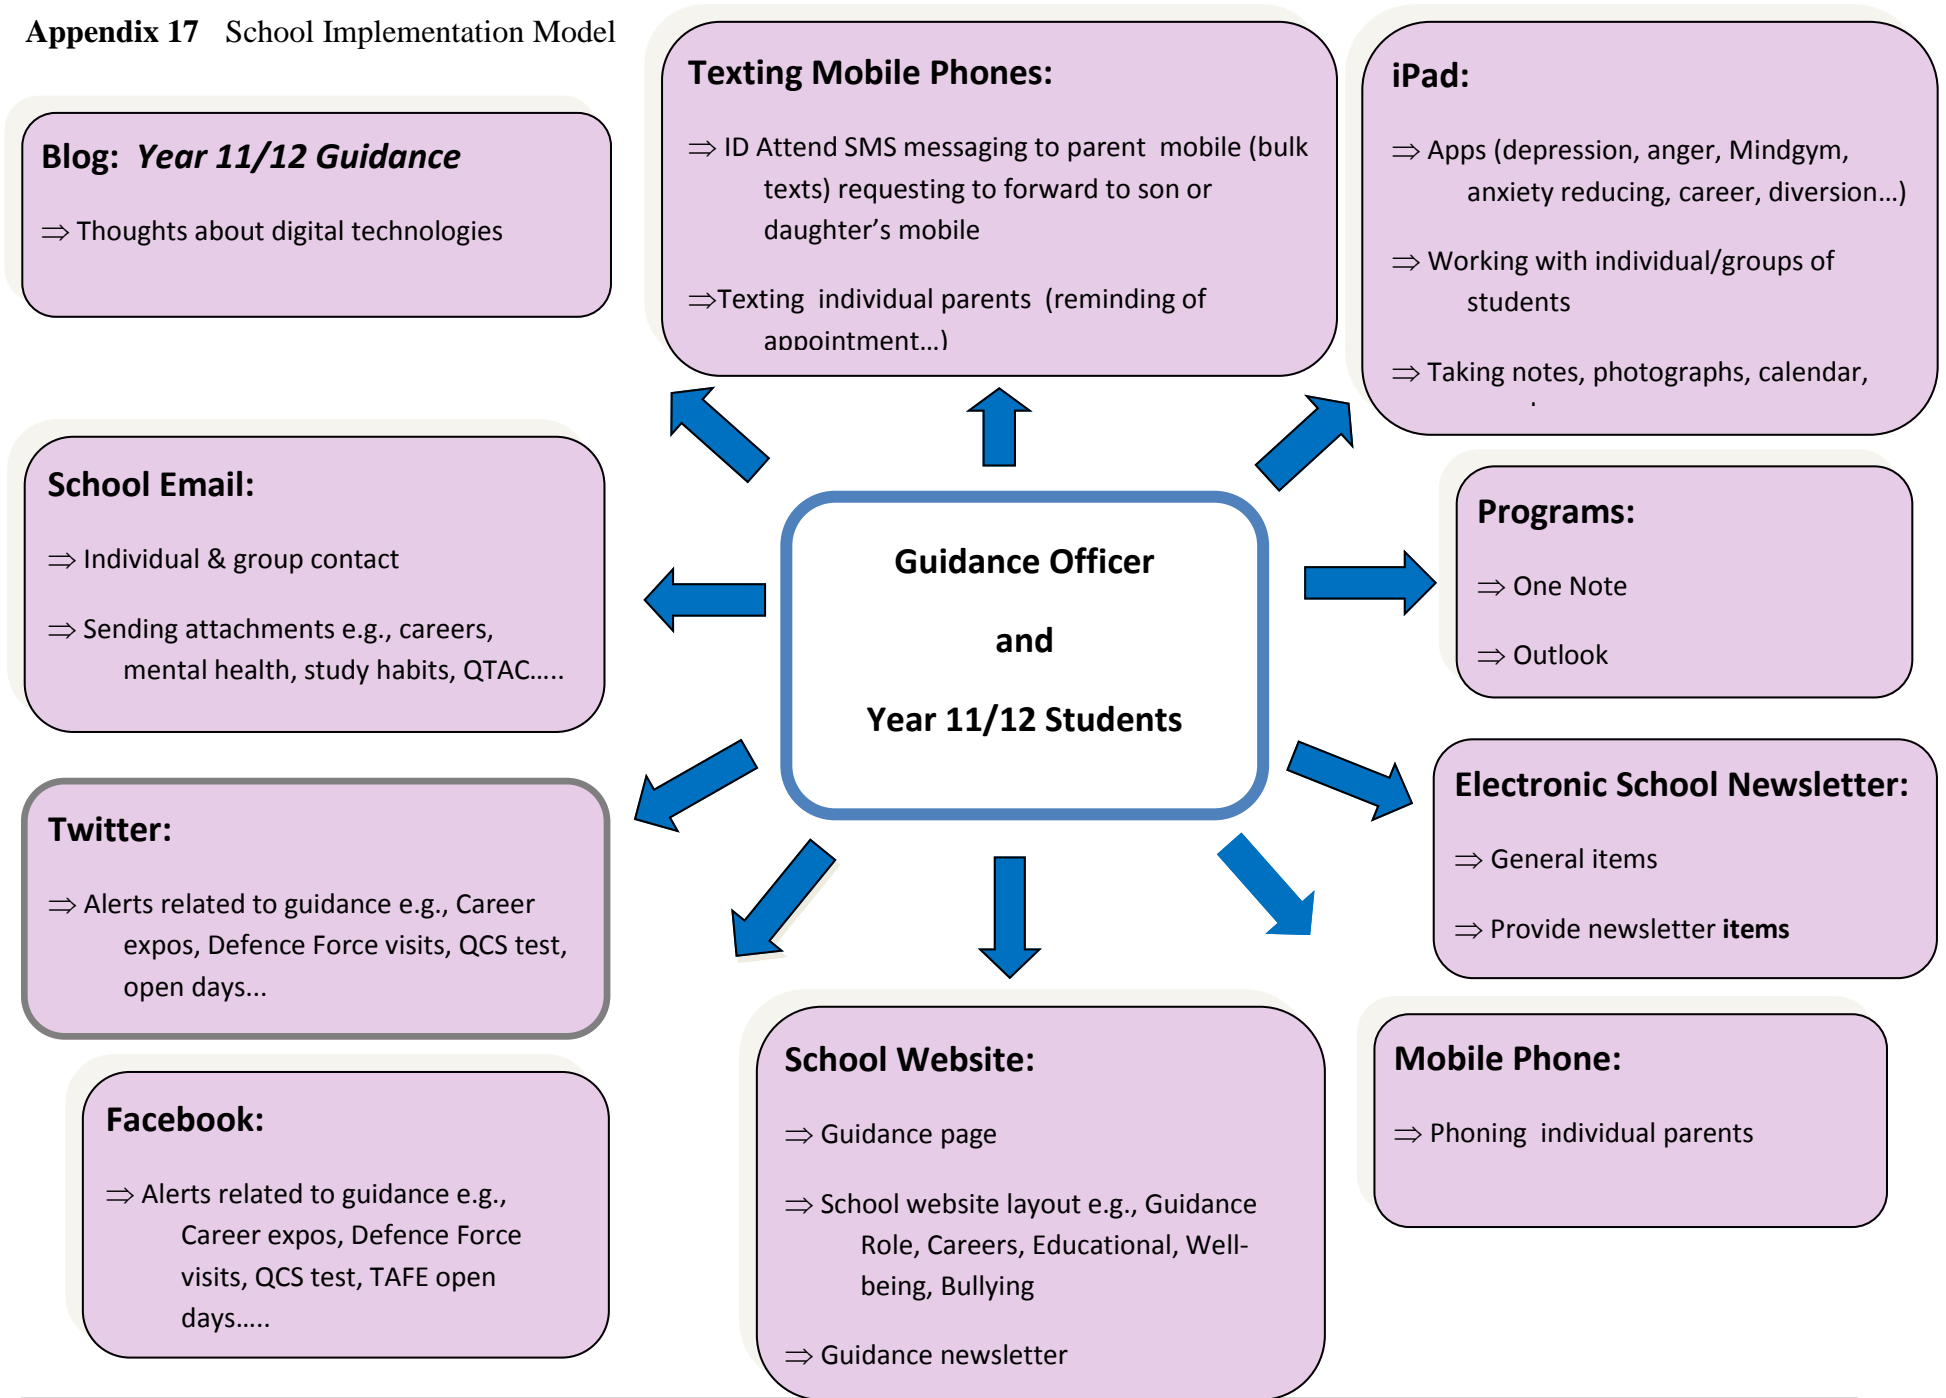 Appendix 17 School Implementation Model
Blog: Year 11/12 Guidance
⇒ Thoughts about digital technologies
Texting Mobile Phones:
⇒ ID Attend SMS messaging to parent mobile (bulk
texts) requesting to forward to son or
daughter’s mobile
⇒Texting individual parents (reminding of
appointment…)
iPad:
⇒ Apps (depression, anger, Mindgym,
anxiety reducing, career, diversion…)
⇒ Working with individual/groups of
students
⇒ Taking notes, photographs, calendar,
School Email:
⇒ Individual & group contact
⇒ Sending attachments e.g., careers,
mental health, study habits, QTAC…..
Guidance Officer
and
Year 11/12 Students
Programs:
⇒ One Note
⇒ Outlook
Twitter:
⇒ Alerts related to guidance e.g., Career
expos, Defence Force visits, QCS test,
open days...
Electronic School Newsletter:
⇒ General items
⇒ Provide newsletter items
Facebook:
⇒ Alerts related to guidance e.g.,
Career expos, Defence Force
visits, QCS test, TAFE open
days…..
School Website:
⇒ Guidance page
⇒ School website layout e.g., Guidance
Role, Careers, Educational, Well-
being, Bullying
⇒ Guidance newsletter
Mobile Phone:
⇒ Phoning individual parents